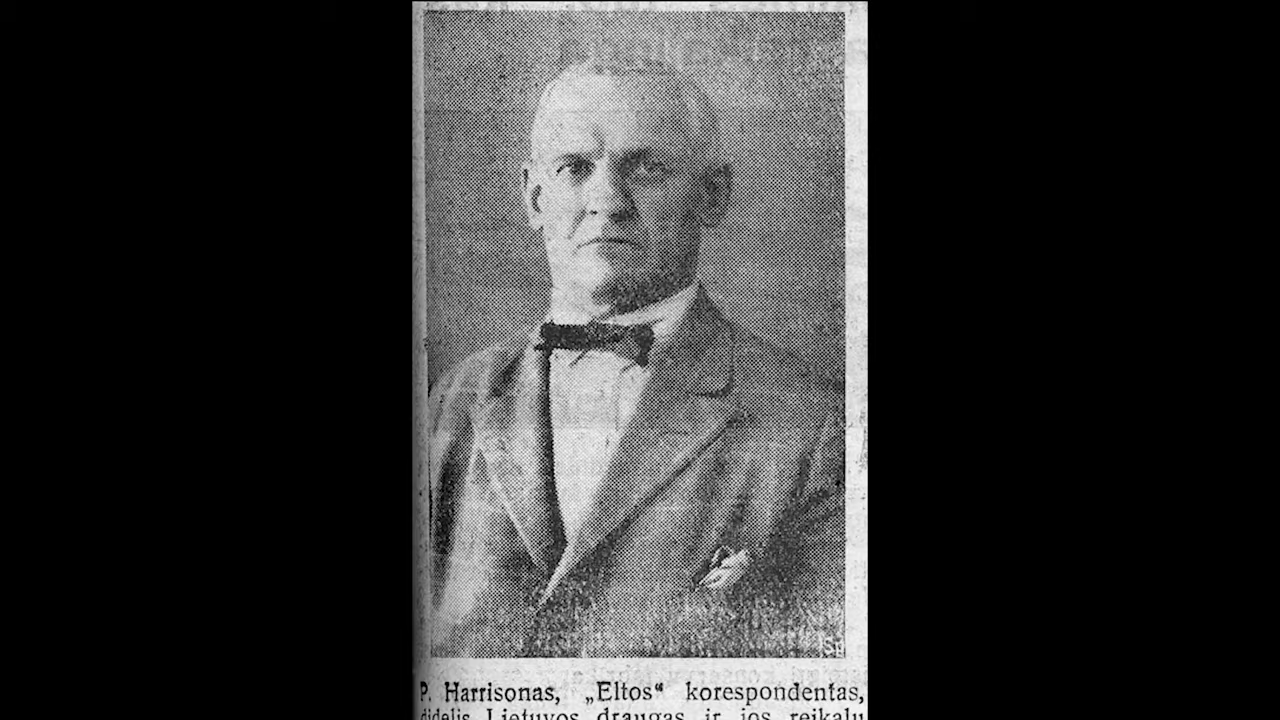 P. Harrisonas, „Eltos“ korespondentas,
didelis Lietuvos draugas ir jos reikalų